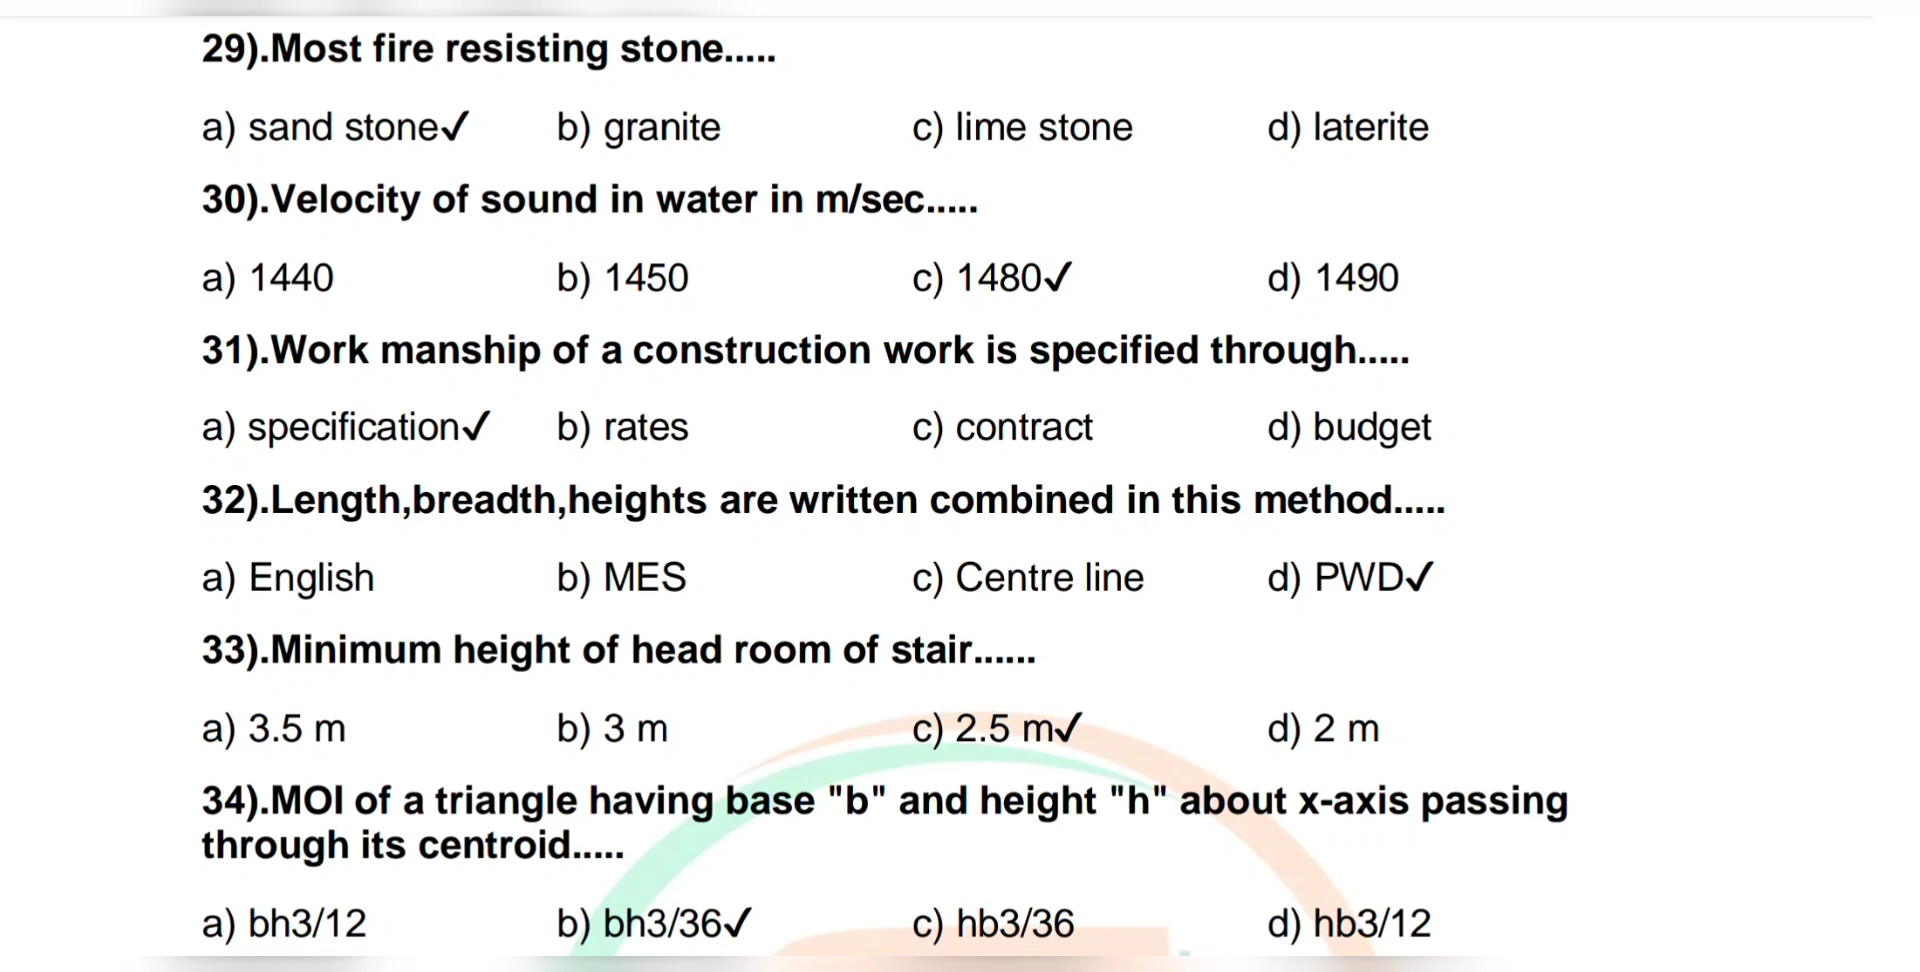 29).Most fire resisting stone.....
a) sand stone✓ b) granite c) lime stone d) laterite
30).Velocity of sound in water in m/sec.....
a) 1440 b) 1450 c) 1480✓ d) 1490
31).Work manship of a construction work is specified through.....
a) specification✓ b) rates c) contract d) budget
32).Length,breadth,heights are written combined in this method.....
a) English b) MES c) Centre line d) PWD✓
33).Minimum height of head room of stair......
a) 3.5 m b) 3 m c) 2.5 m✓ d) 2 m
34).MOI of a triangle having base "b" and height "h" about x-axis passing
through its centroid.....
a) bh3/12 b) bh3/36✓ c) hb3/36 d) hb3/12